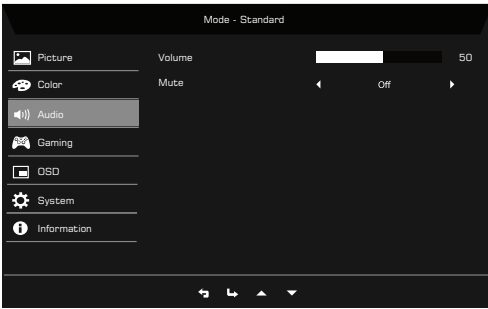 Mode - Standard
Picture
Volume 50
Color
Mute Off
Audio
Gaming
OSD
System
Information